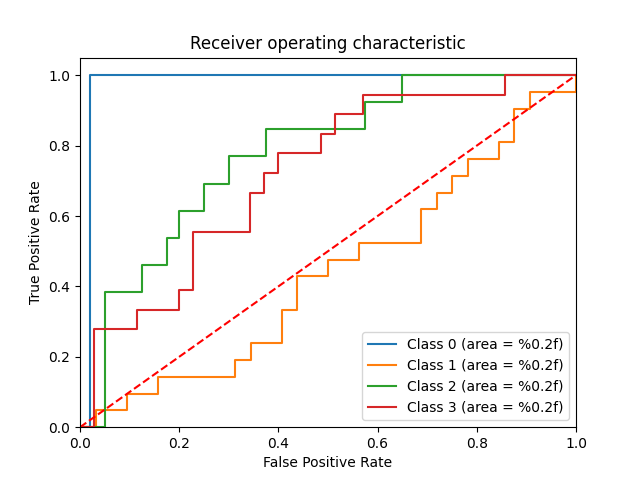 Receiver operating characteristic
True Positive Rate
1.0
0.8
0.6
0.4
0.2
0.0
Class 0 (area = %0.2f)
Class 1 (area = %0.2f)
Class 2 (area = %0.2f)
Class 3 (area = %0.2f)
0.0 0.2 0.4 0.6 0.8 1.0
False Positive Rate